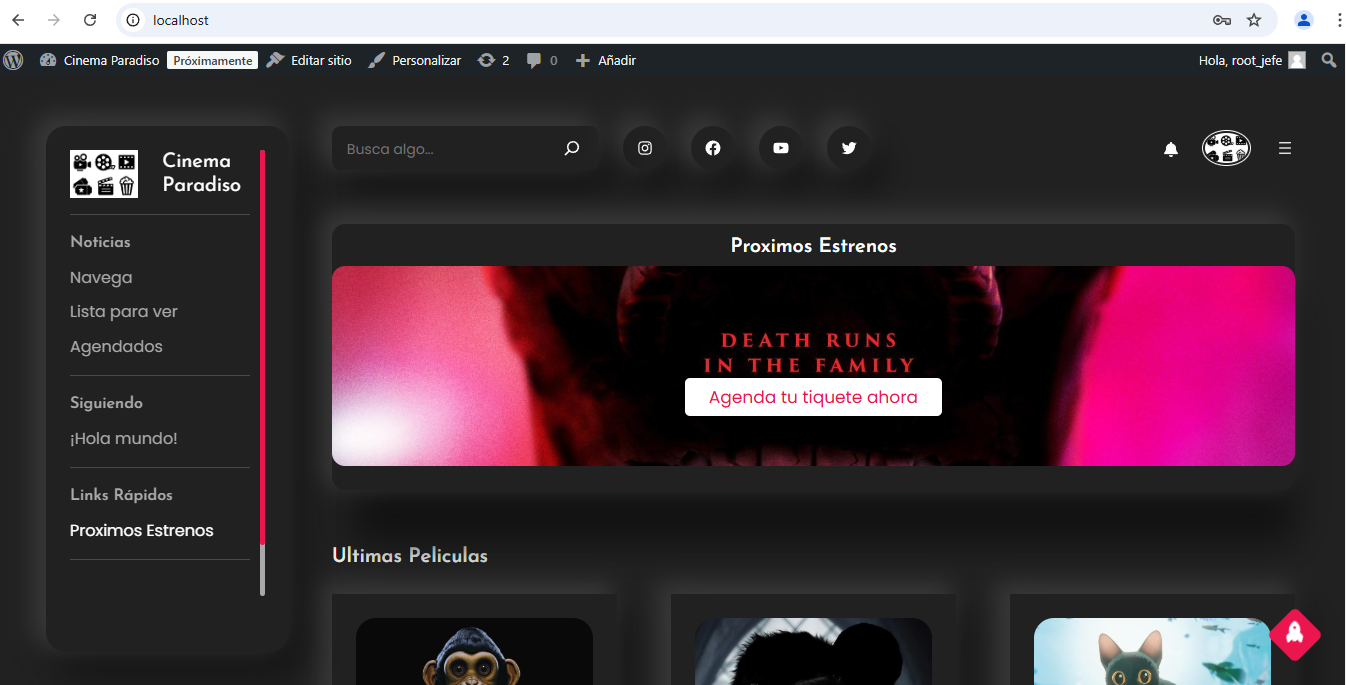 localhost
Cinema Paradiso Próximamente Editar sitio Personalizar 2 0 Añadir Hola, root_jefe
Cinema
Paradiso
Noticias
Navega
Lista para ver
Agendados
Siguiendo
¡Hola mundo!
Links Rápidos
Proximos Estrenos
Busca algo...
Proximos Estrenos
DEATH RUNS
IN THE FAMILY
Agenda tu tiquete ahora
Ultimas Peliculas